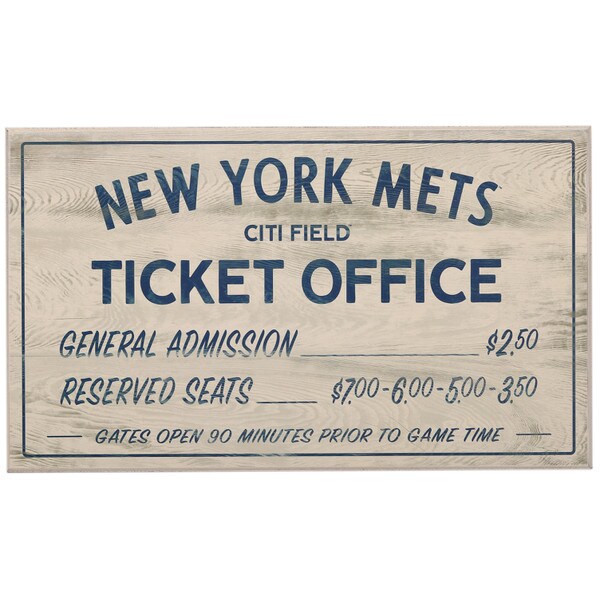 NEW YORK METS
CITI FIELD
TICKET OFFICE
GENERAL ADMISSION $2.50
RESERVED SEATS $7.00-6.00-5.00-3.50
GATES OPEN 90 MINUTES PRIOR TO GAME TIME